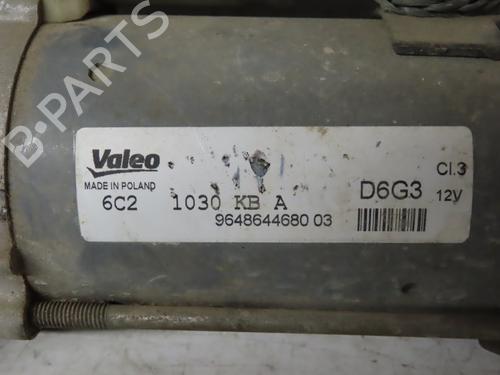 B-PARTS
Valeo
MADE IN POLAND
6C2 1030 KB A
9648644680 03
D6G3
Cl.3
12V